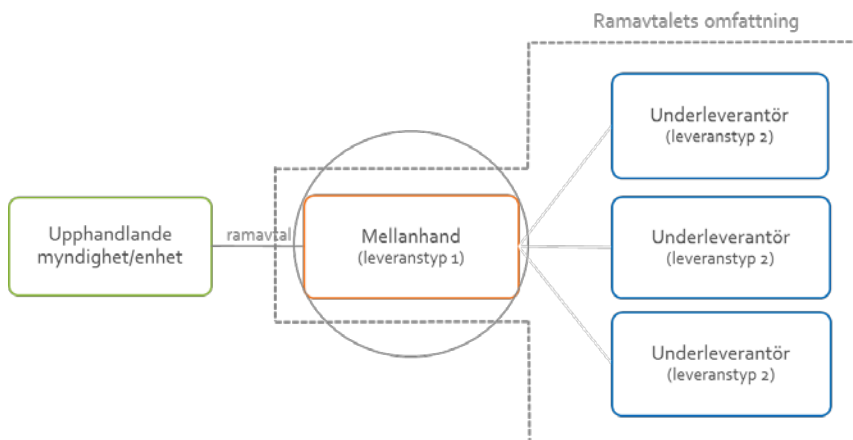 Ramavtalets omfattning
Underleverantör
(leveranstyp 2)
Upphandlande
myndighet/enhet
ramavtal
Mellanhand
(leveranstyp 1)
Underleverantör
(leveranstyp 2)
Underleverantör
(leveranstyp 2)